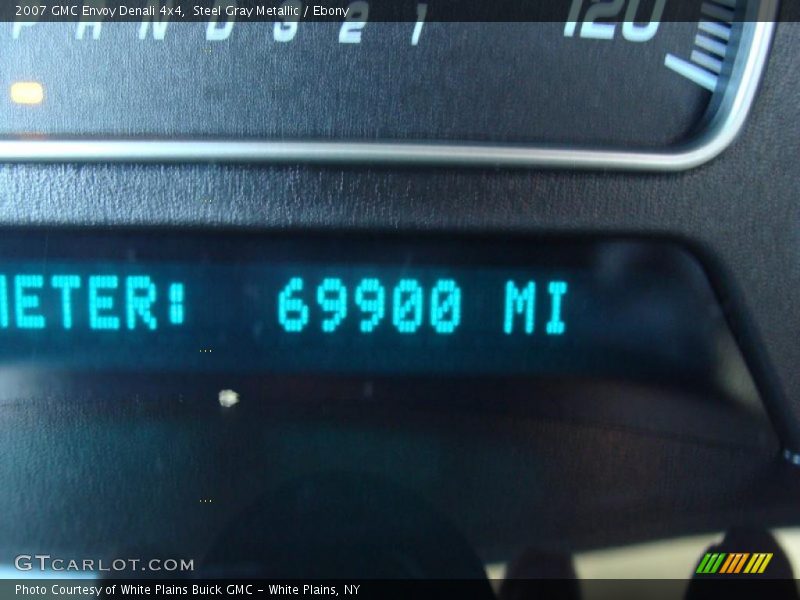 2007 GMC Envoy Denali 4x4, Steel Gray Metallic / Ebony
P R N D 3 2 1 120
METER: 69900 MI
GTCARLOT.COM
Photo Courtesy of White Plains Buick GMC - White Plains, NY